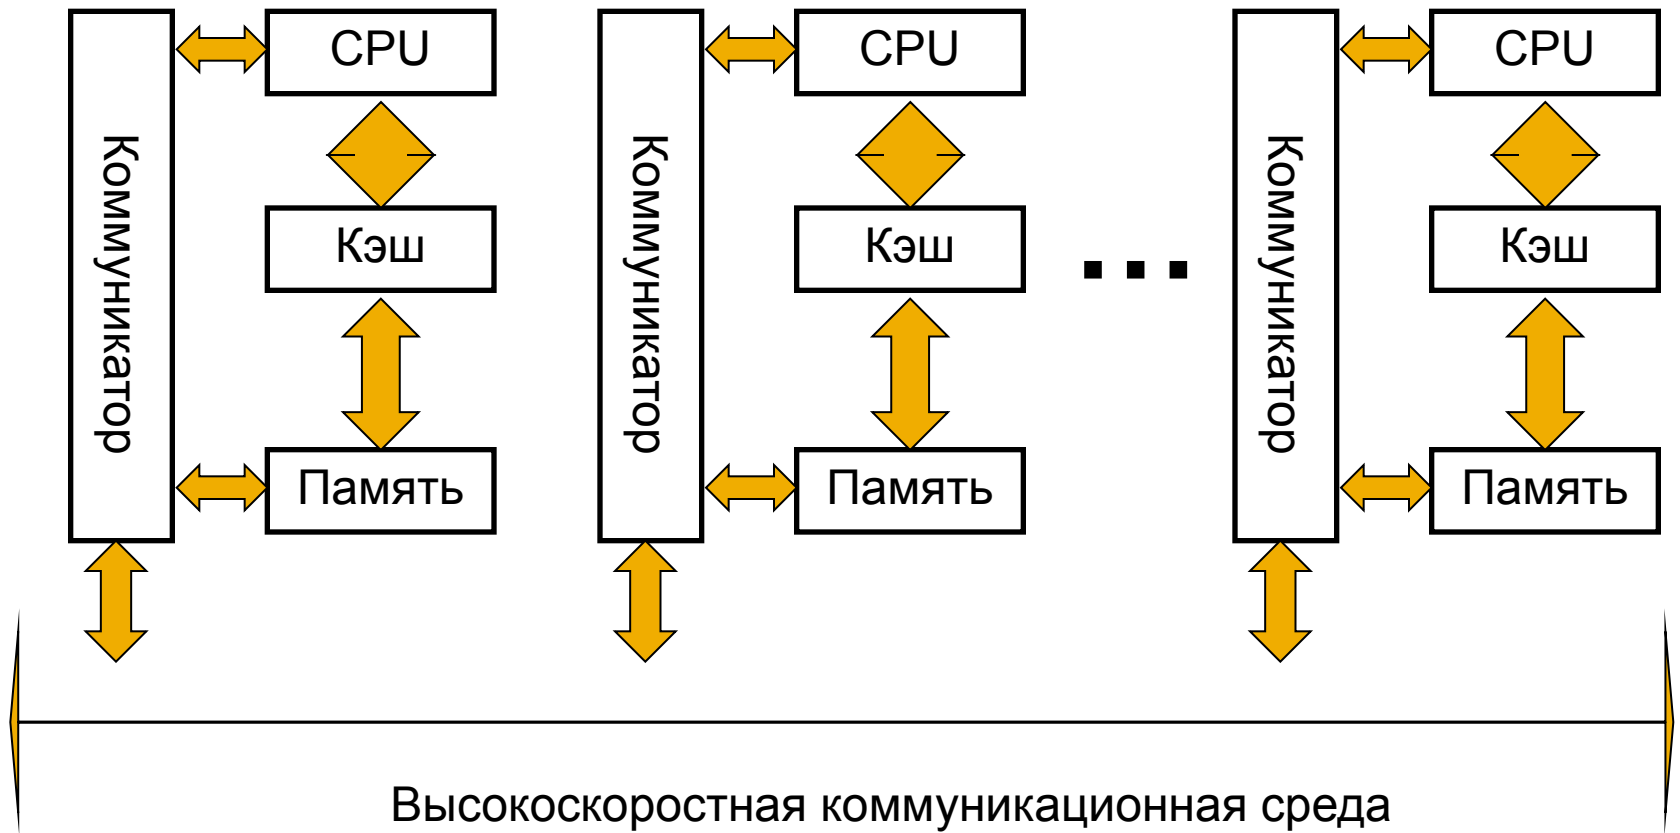 CPU
Коммуникатор
Кэш
Память
CPU
Коммуникатор
Кэш
Память
...
CPU
Коммуникатор
Кэш
Память
Высокоскоростная коммуникационная среда